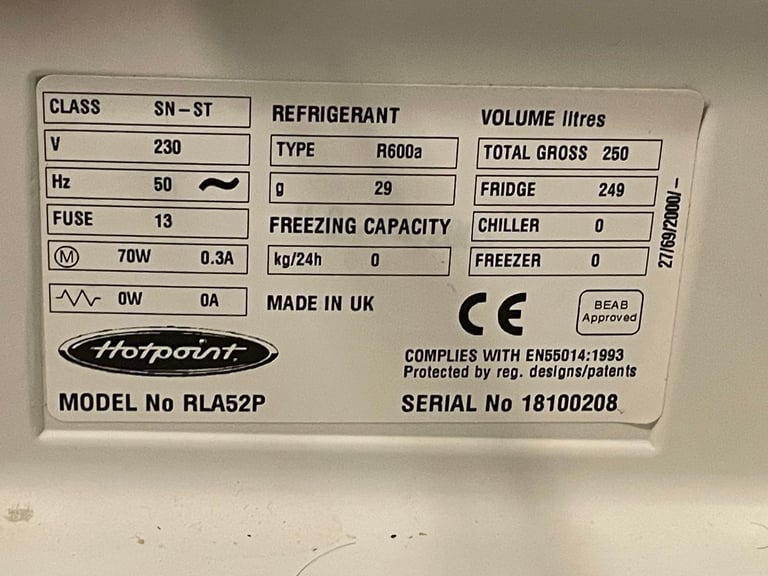 CLASS SN-ST
V 230
Hz 50 ~
FUSE 13
M 70W 0.3A
0W 0A
REFRIGERANT
TYPE R600a
g 29
FREEZING CAPACITY
kg/24h 0
MADE IN UK
VOLUME litres
TOTAL GROSS 250
FRIDGE 249
CHILLER 0
FREEZER 0
27/69/2000/-
CE
BEAB
Approved
Hotpoint
COMPLIES WITH EN55014:1993
Protected by reg. designs/patents
MODEL No RLA52P
SERIAL No 18100208